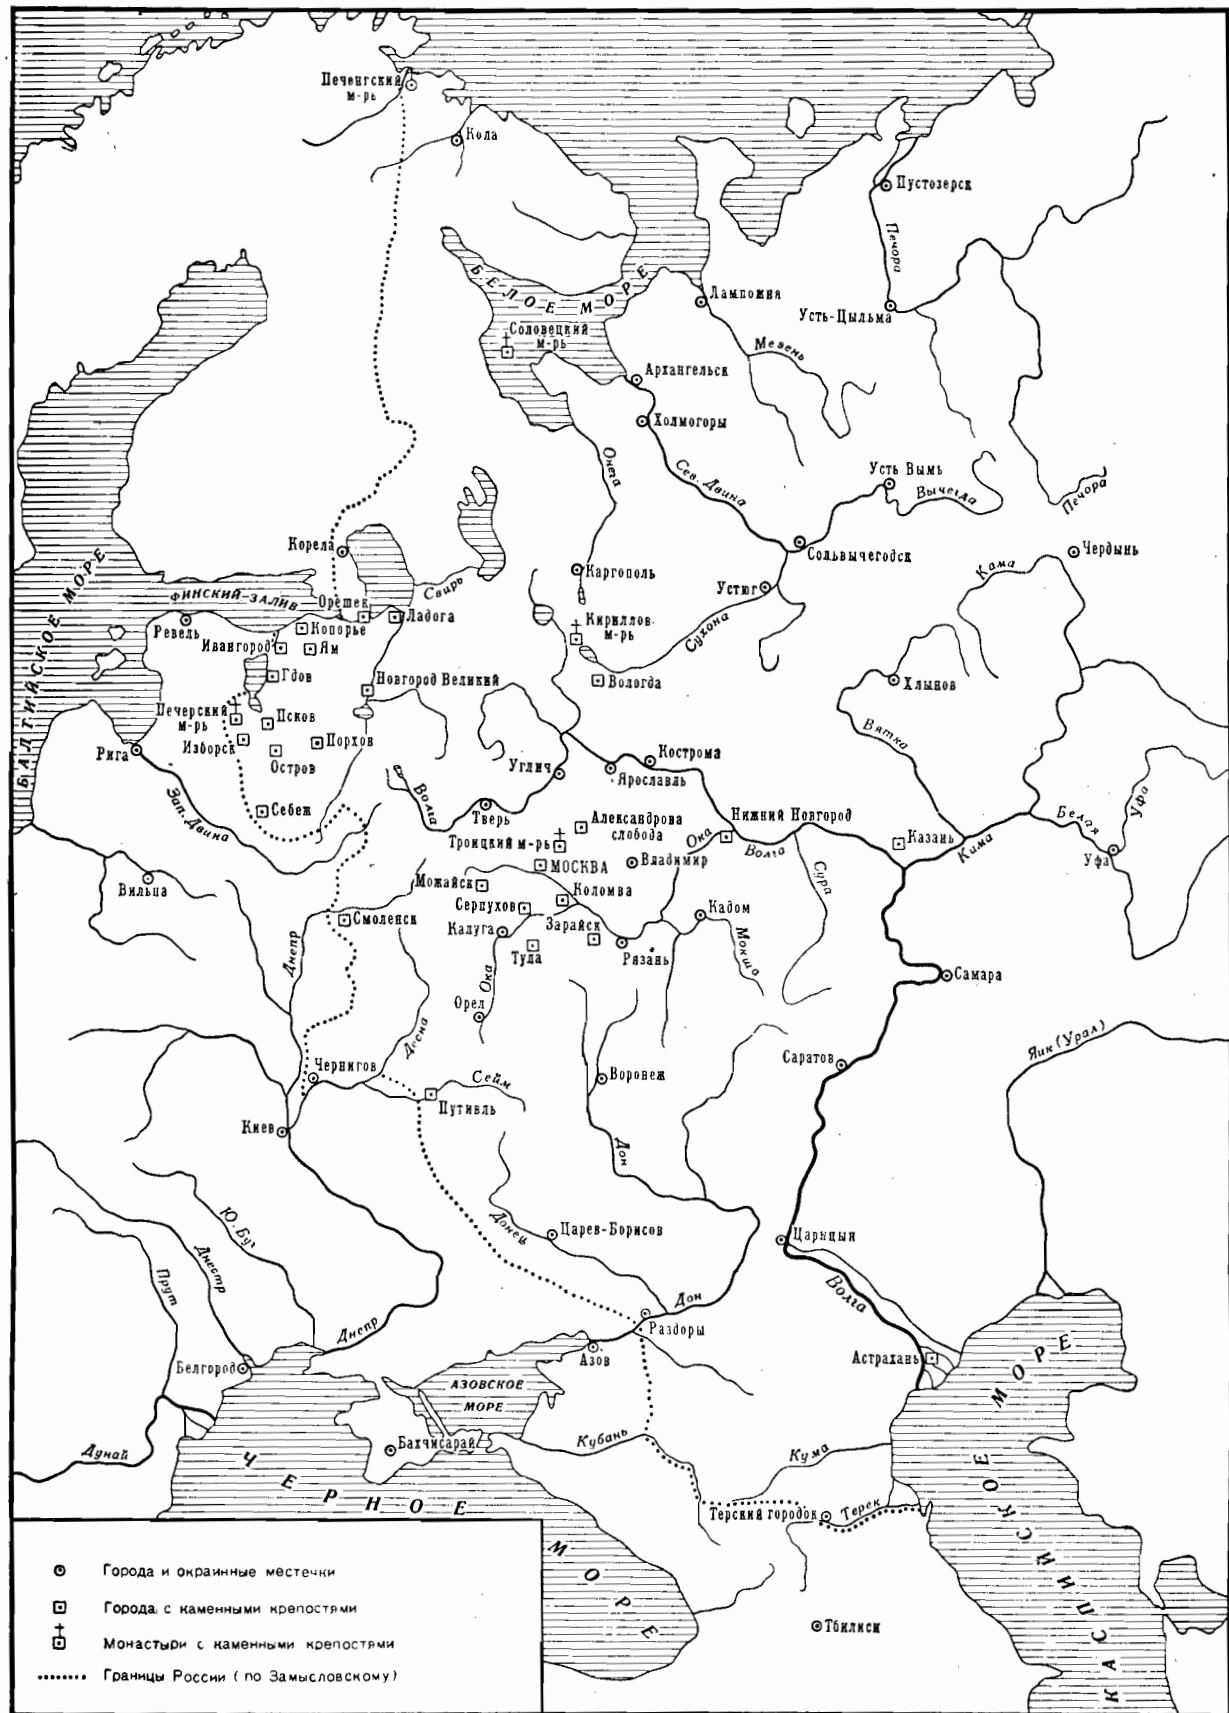 Печенгский
м-рь
Кола
Пустозерск
Печора
БЕЛОЕ МОРЕ
Лампожня
Усть-Цыльма
Соловецкий
м-рь
Мезень
Архангельск
Холмогоры
Онега
Сев. Двина
Усть Вымь
Вычегда
Печора
Корела
Сольвычегодск
Чердынь
Кама
Каргополь
Свирь
Устюг
БАЛТИЙСКОЕ МОРЕ
ФИНСКИЙ-ЗАЛИВ
Орешек
Ладога
Ревель
Копорье
Кириллов.
м-рь
Сухона
Ивангород
Ям
Гдов
Новгород Великий
Вологда
Хлынов
Печерский
м-рь
Псков
Вятка
Изборск
Порхов
Рига
Остров
Кострома
Углич
Ярославль
Зап. Двина
Себеж
Волга
Тверь
Александрова
слобода
Ока
Нижний Новгород
Белая
Уфа
Троицкий м-рь
Волга
Казань
Кама
Уфа
МОСКВА
Владимир
Сура
Вильна
Можайск
Коломва
Смоленск
Серпухов
Кадом
Калуга
Зарайск
Мокша
Днепр
Тула
Рязань
Ока
Самара
Орел
Десна
Яик (Урал)
Саратов
Чернигов
Сейм
Воронеж
Путивль
Киев
Дон
Ю. Буг
Донец
Царев-Борисов
Царицын
Днестр
Прут
Волга
Дон
Днепр
Раздоры
Азов
Белгород
Астрахань
АЗОВСКОЕ
МОРЕ
КАСПИЙСКОЕ МОРЕ
Бахчисарай
Кубань
Кума
Дунай
ЧЕРНОЕ
МОРЕ
Терский городок
Терек
Тбилиси
Города и окраинные местечки
Города с каменными крепостями
Монастыри с каменными крепостями
Границы России (по Замысловскому)